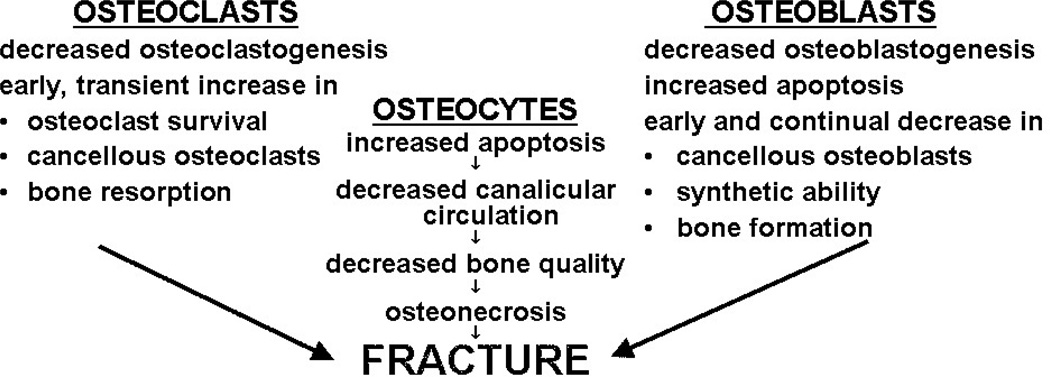 OSTEOCLASTS
decreased osteoclastogenesis
early, transient increase in
• osteoclast survival
• cancellous osteoclasts
• bone resorption
OSTEOCYTES
increased apoptosis
↓
decreased canalicular
circulation
↓
decreased bone quality
↓
osteonecrosis
↓
OSTEOBLASTS
decreased osteoblastogenesis
increased apoptosis
early and continual decrease in
• cancellous osteoblasts
• synthetic ability
• bone formation
FRACTURE